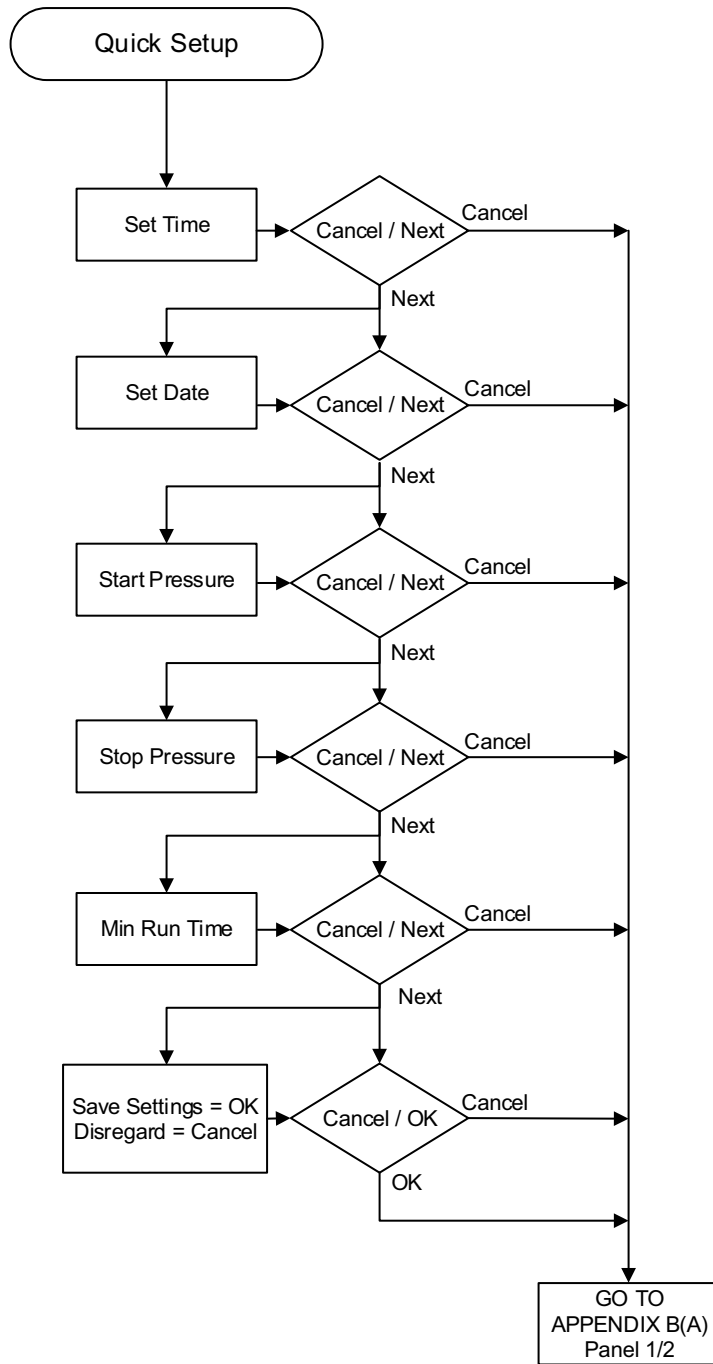 Quick Setup
Set Time
Cancel / Next
Cancel
Next
Set Date
Cancel / Next
Cancel
Next
Start Pressure
Cancel / Next
Cancel
Next
Stop Pressure
Cancel / Next
Cancel
Next
Min Run Time
Cancel / Next
Cancel
Next
Save Settings = OK
Disregard = Cancel
Cancel / OK
Cancel
OK
GO TO
APPENDIX B(A)
Panel 1/2